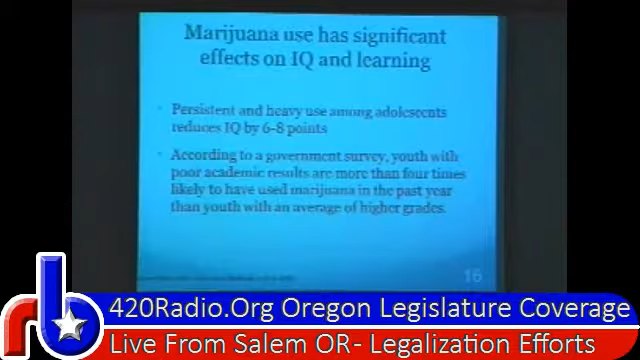 Marijuana use has significant
effects on IQ and learning
Persistent and heavy use among adolescents
reduces IQ by 6-8 points
According to a government survey, youth with
poor academic results are more than four times
likely to have used marijuana in the past year
than youth with an average of higher grades.
16
420Radio.Org Oregon Legislature Coverage
Live From Salem OR- Legalization Efforts